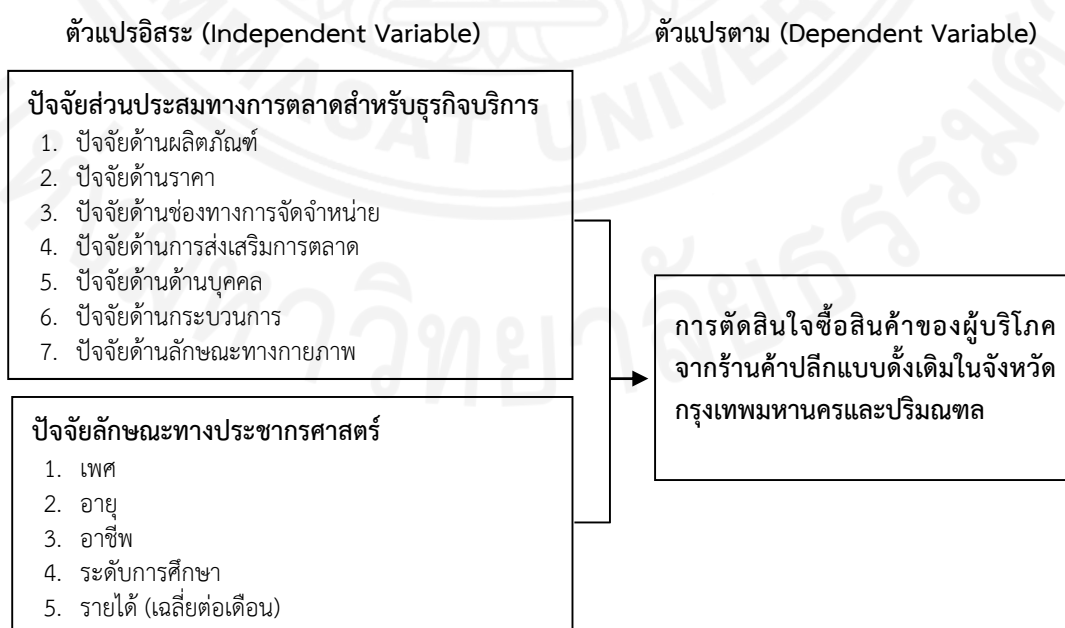 ตัวแปรอิสระ (Independent Variable)
ตัวแปรตาม (Dependent Variable)
ปัจจัยส่วนประสมทางการตลาดสำหรับธุรกิจบริการ
1. ปัจจัยด้านผลิตภัณฑ์
2. ปัจจัยด้านราคา
3. ปัจจัยด้านช่องทางการจัดจำหน่าย
4. ปัจจัยด้านการส่งเสริมการตลาด
5. ปัจจัยด้านด้านบุคคล
6. ปัจจัยด้านกระบวนการ
7. ปัจจัยด้านลักษณะทางกายภาพ
ปัจจัยลักษณะทางประชากรศาสตร์
1. เพศ
2. อายุ
3. อาชีพ
4. ระดับการศึกษา
5. รายได้ (เฉลี่ยต่อเดือน)
การตัดสินใจซื้อสินค้าของผู้บริโภค
จากร้านค้าปลีกแบบดั้งเดิมในจังหวัด
กรุงเทพมหานครและปริมณฑล